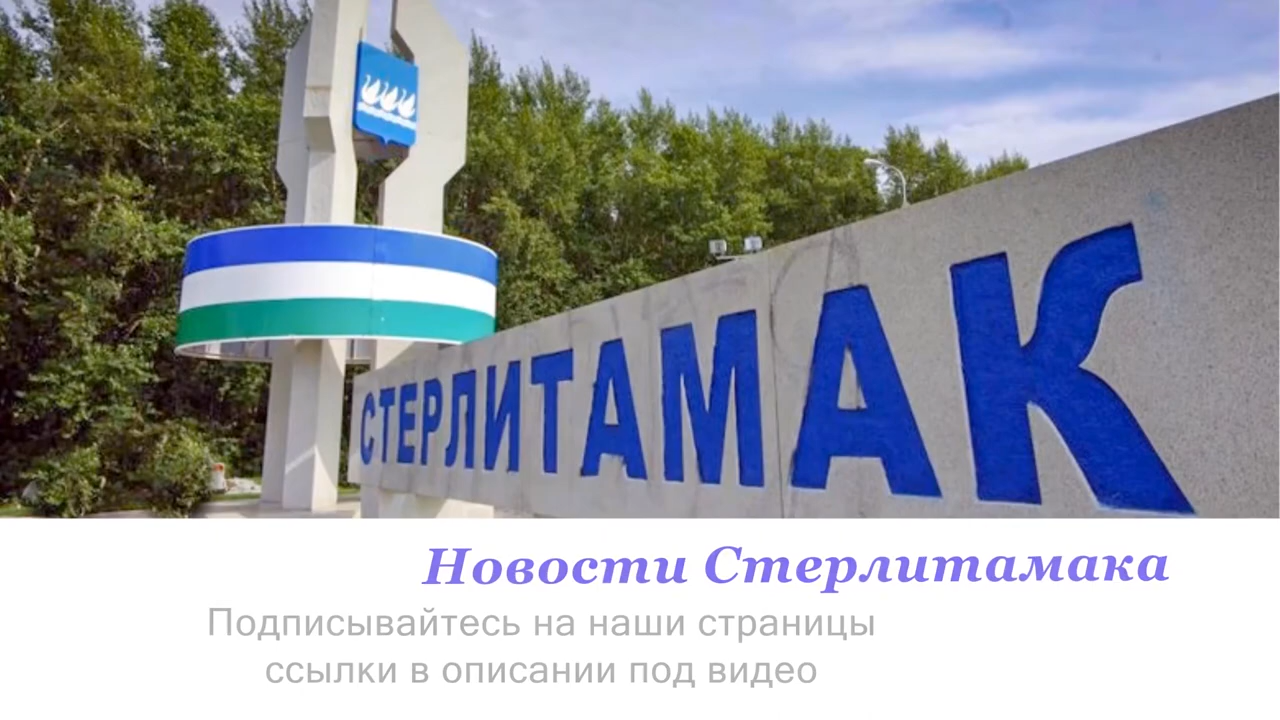 СТЕРЛИТАМАК
Новости Стерлитамака
Подписывайтесь на наши страницы
ссылки в описании под видео